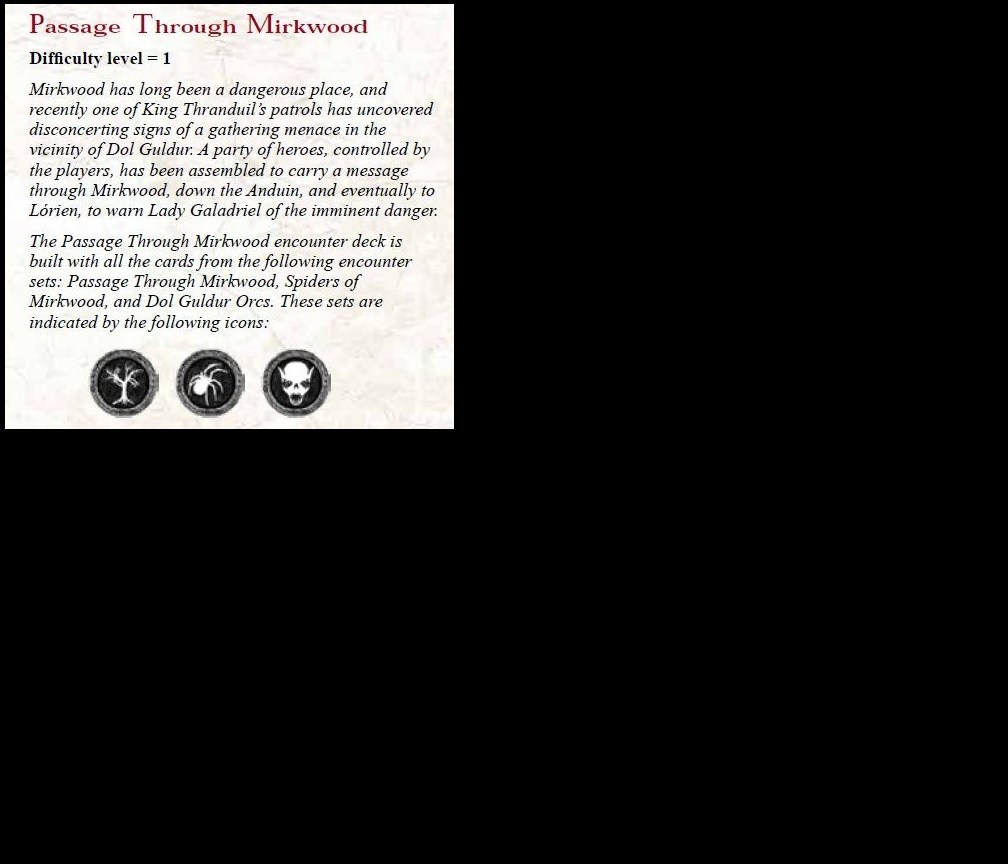 Passage Through Mirkwood
Difficulty level = 1
Mirkwood has long been a dangerous place, and
recently one of King Thranduil's patrols has uncovered
disconcerting signs of a gathering menace in the
vicinity of Dol Guldur. A party of heroes, controlled by
the players, has been assembled to carry a message
through Mirkwood, down the Anduin, and eventually to
Lórien, to warn Lady Galadriel of the imminent danger.
The Passage Through Mirkwood encounter deck is
built with all the cards from the following encounter
sets: Passage Through Mirkwood, Spiders of
Mirkwood, and Dol Guldur Orcs. These sets are
indicated by the following icons: